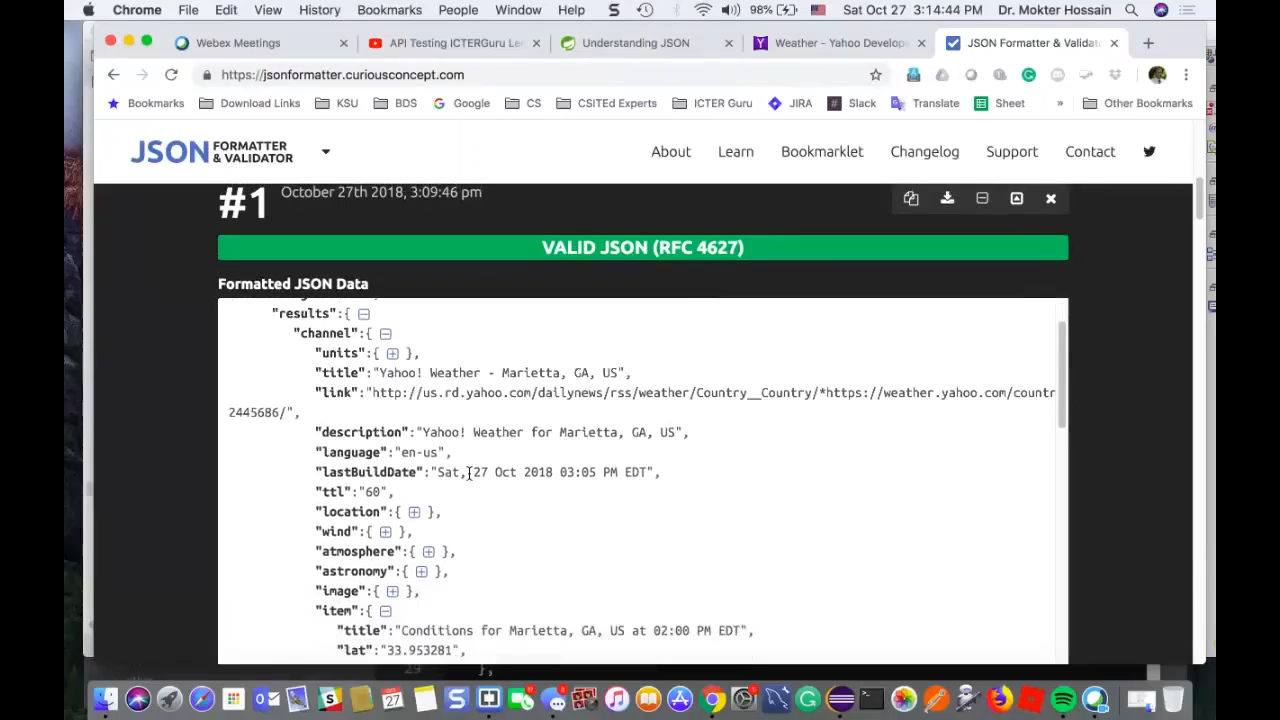 Chrome File Edit View History Bookmarks People Window Help 98% Sat Oct 27 3:14:44 PM Dr. Mokter Hossain
Webex Meetings API Testing ICTERGuru Le Understanding JSON Weather - Yahoo Develop JSON Formatter & Valida
https://jsonformatter.curiousconcept.com
Bookmarks Download Links KSU BDS Google CS CSITEd Experts ICTER Guru JIRA Slack Translate Sheet » Other Bookmarks
JSON FORMATTER & VALIDATOR About Learn Bookmarklet Changelog Support Contact
#1 October 27th 2018, 3:09:46 pm
VALID JSON (RFC 4627)
Formatted JSON Data
"results":{
"channel":{
"units":{ },
"title":"Yahoo! Weather - Marietta, GA, US",
"link":"http://us.rd.yahoo.com/dailynews/rss/weather/Country__Country/*https://weather.yahoo.com/countr
2445686/",
"description":"Yahoo! Weather for Marietta, GA, US",
"language":"en-us",
"lastBuildDate":"Sat, 27 Oct 2018 03:05 PM EDT",
"ttl":"60",
"location":{ },
"wind":{ },
"atmosphere":{ },
"astronomy":{ },
"image":{ },
"item":{
"title":"Conditions for Marietta, GA, US at 02:00 PM EDT",
"lat":"33.953281",
29 },